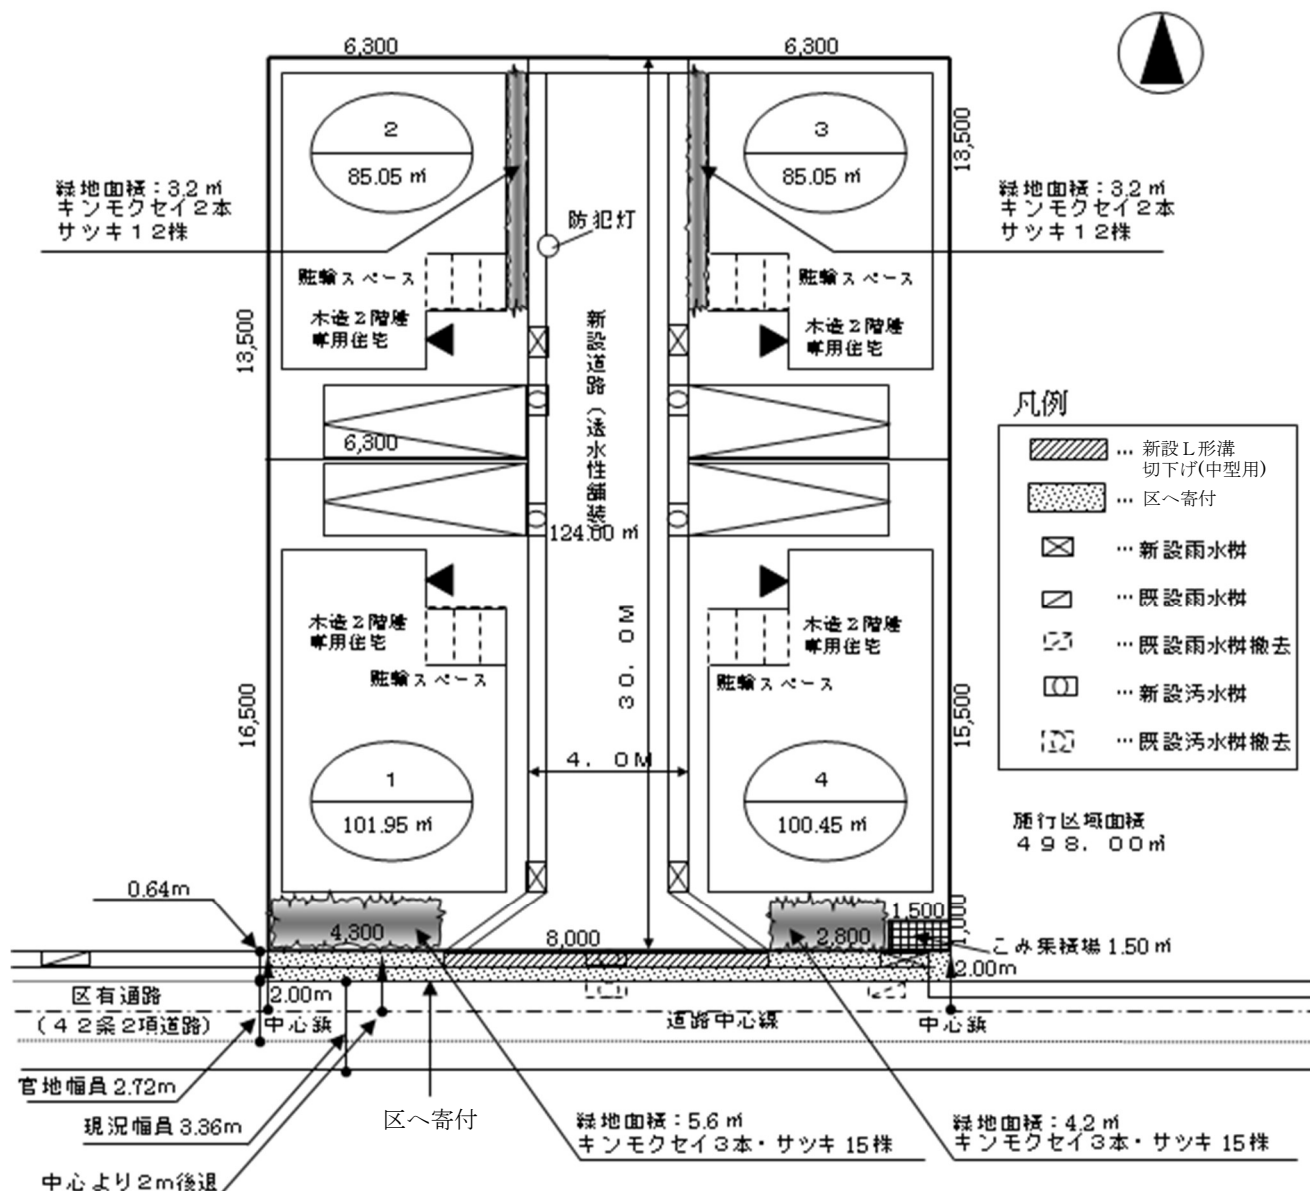 6,300
6,300
2
85.05 ㎡
3
85.05 ㎡
13,500
緑地面積：3.2 ㎡
キンモクセイ２本
サツキ１２株
緑地面積：3.2 ㎡
キンモクセイ２本
サツキ１２株
防犯灯
駐輪スペース
駐輪スペース
木造２階建
専用住宅
木造２階建
専用住宅
13,500
新設道路（透水性舗装）
6,300
124.00 ㎡
凡例
… 新設Ｌ形溝
切下げ(中型用)
… 区へ寄付
…新設雨水桝
…既設雨水桝
…既設雨水桝撤去
…新設汚水桝
…既設汚水桝撤去
木造２階建
専用住宅
木造２階建
専用住宅
駐輪スペース
駐輪スペース
３０．０Ｍ
16,500
15,500
４．０Ｍ
1
101.95 ㎡
4
100.45 ㎡
施行区域面積
４９８．００㎡
0.64m
4,300
8,000
2,800
1,500
1,000
ごみ集積場 1.50 ㎡
2.00m
2.00m
区有通路
(４２条２項道路)
中心鋲
道路中心線
中心鋲
官地幅員 2.72m
現況幅員 3.36m
区へ寄付
中心より２ｍ後退
緑地面積：5.6 ㎡
キンモクセイ３本・サツキ 15株
緑地面積：4.2 ㎡
キンモクセイ３本・サツキ 15株